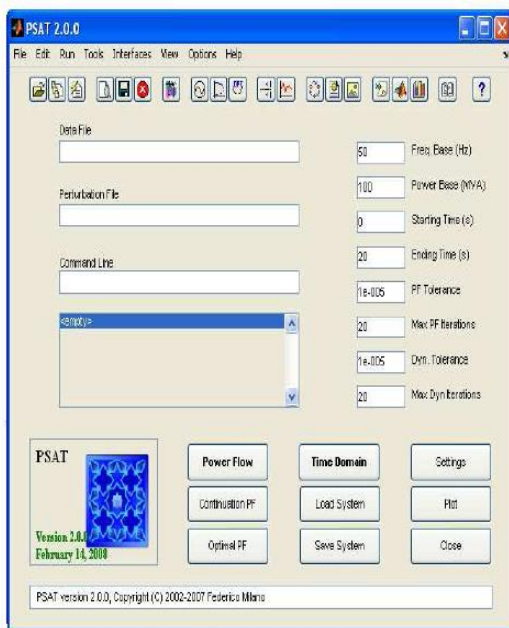 PSAT 2.0.0
File Edit Run Tools Interfaces View Options Help
Data File
50 Freq. Base (Hz)
100 Power Base (MVA)
Perturbation File
0 Starting Time (s)
20 Ending Time (s)
Command Line
1e-005 PF Tolerance
<empty>
20 Max PF Iterations
1e-005 Dyn. Tolerance
20 Max Dyn Iterations
PSAT
Version 2.0.0
February 14, 2008
Power Flow Time Domain Settings
Continuation PF Load System Plot
Optimal PF Save System Close
PSAT version 2.0.0, Copyright (C) 2002-2007 Federico Milano